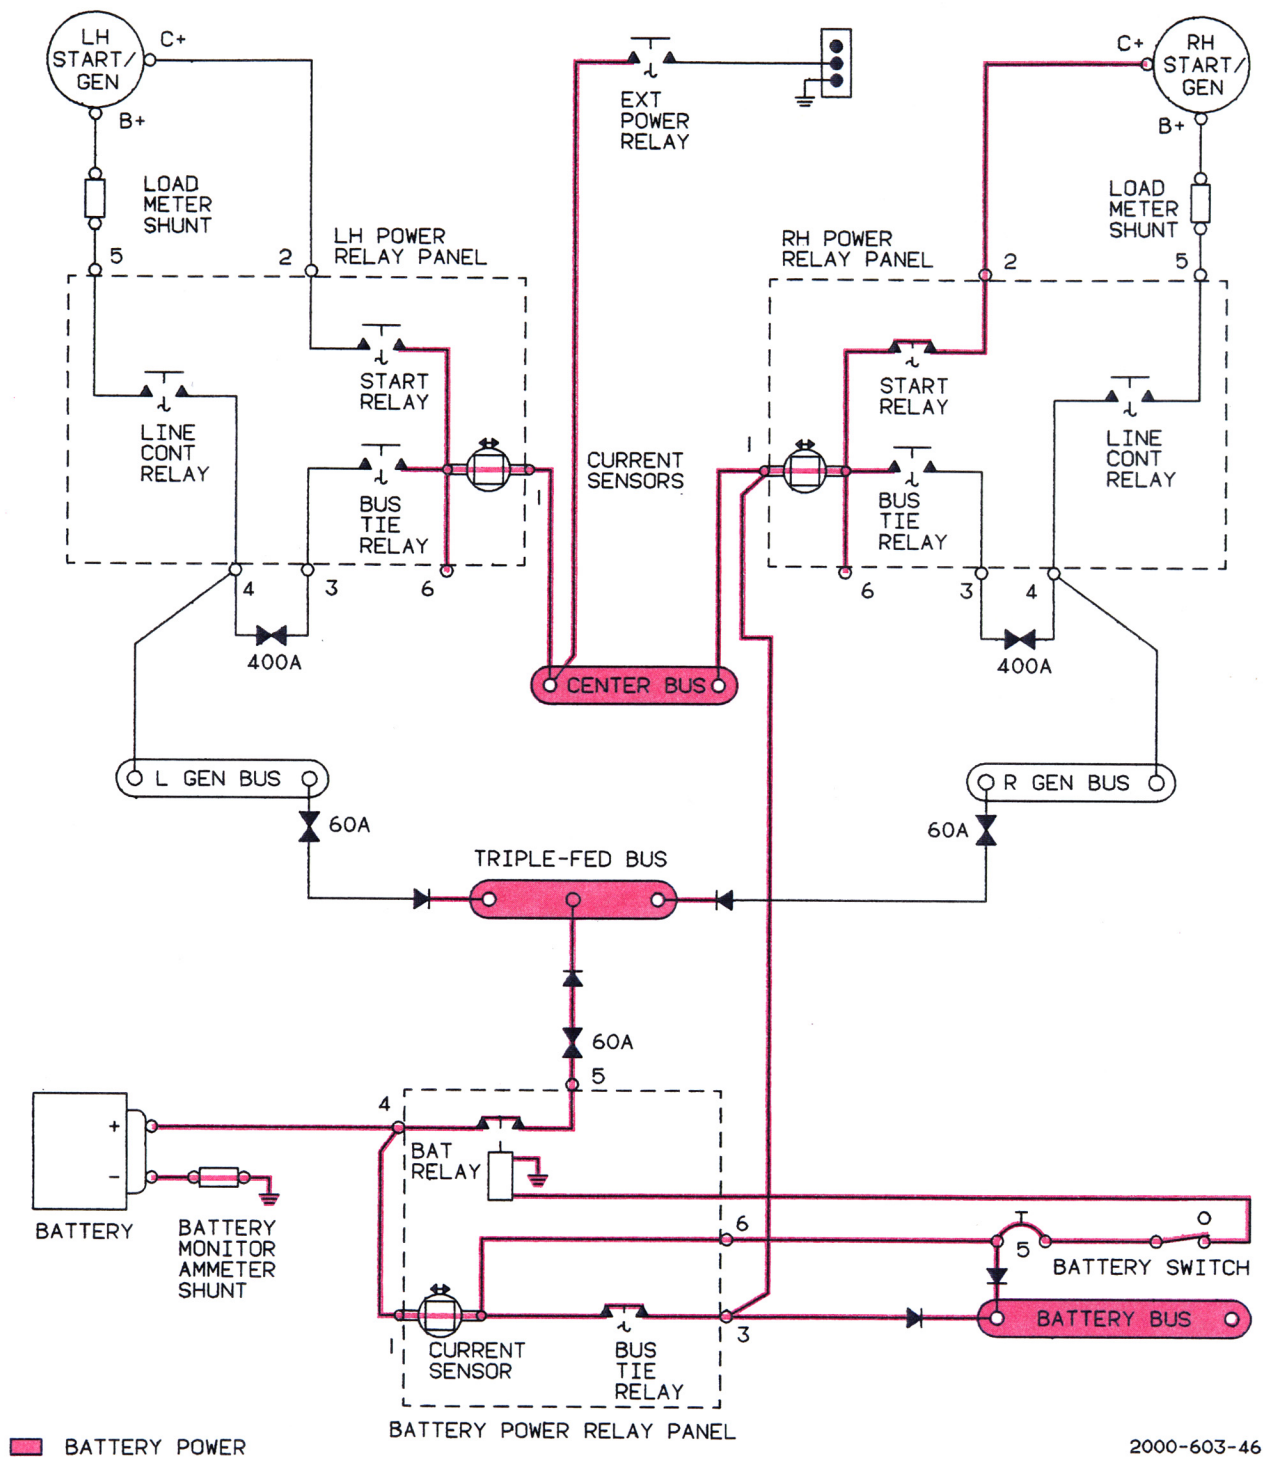 LH
START/
GEN
C+
B+
LOAD
METER
SHUNT
5
2
LH POWER
RELAY PANEL
EXT
POWER
RELAY
C+
RH
START/
GEN
B+
LOAD
METER
SHUNT
RH POWER
RELAY PANEL
2
5
START
RELAY
LINE
CONT
RELAY
BUS
TIE
RELAY
1
CURRENT
SENSORS
1
START
RELAY
BUS
TIE
RELAY
LINE
CONT
RELAY
4
3
6
400A
6
3
4
400A
CENTER BUS
L GEN BUS
60A
R GEN BUS
60A
TRIPLE-FED BUS
60A
5
4
+
-
BATTERY
BATTERY
MONITOR
AMMETER
SHUNT
BAT
RELAY
6
5
BATTERY SWITCH
1
CURRENT
SENSOR
BUS
TIE
RELAY
3
BATTERY BUS
BATTERY POWER RELAY PANEL
BATTERY POWER
2000-603-46